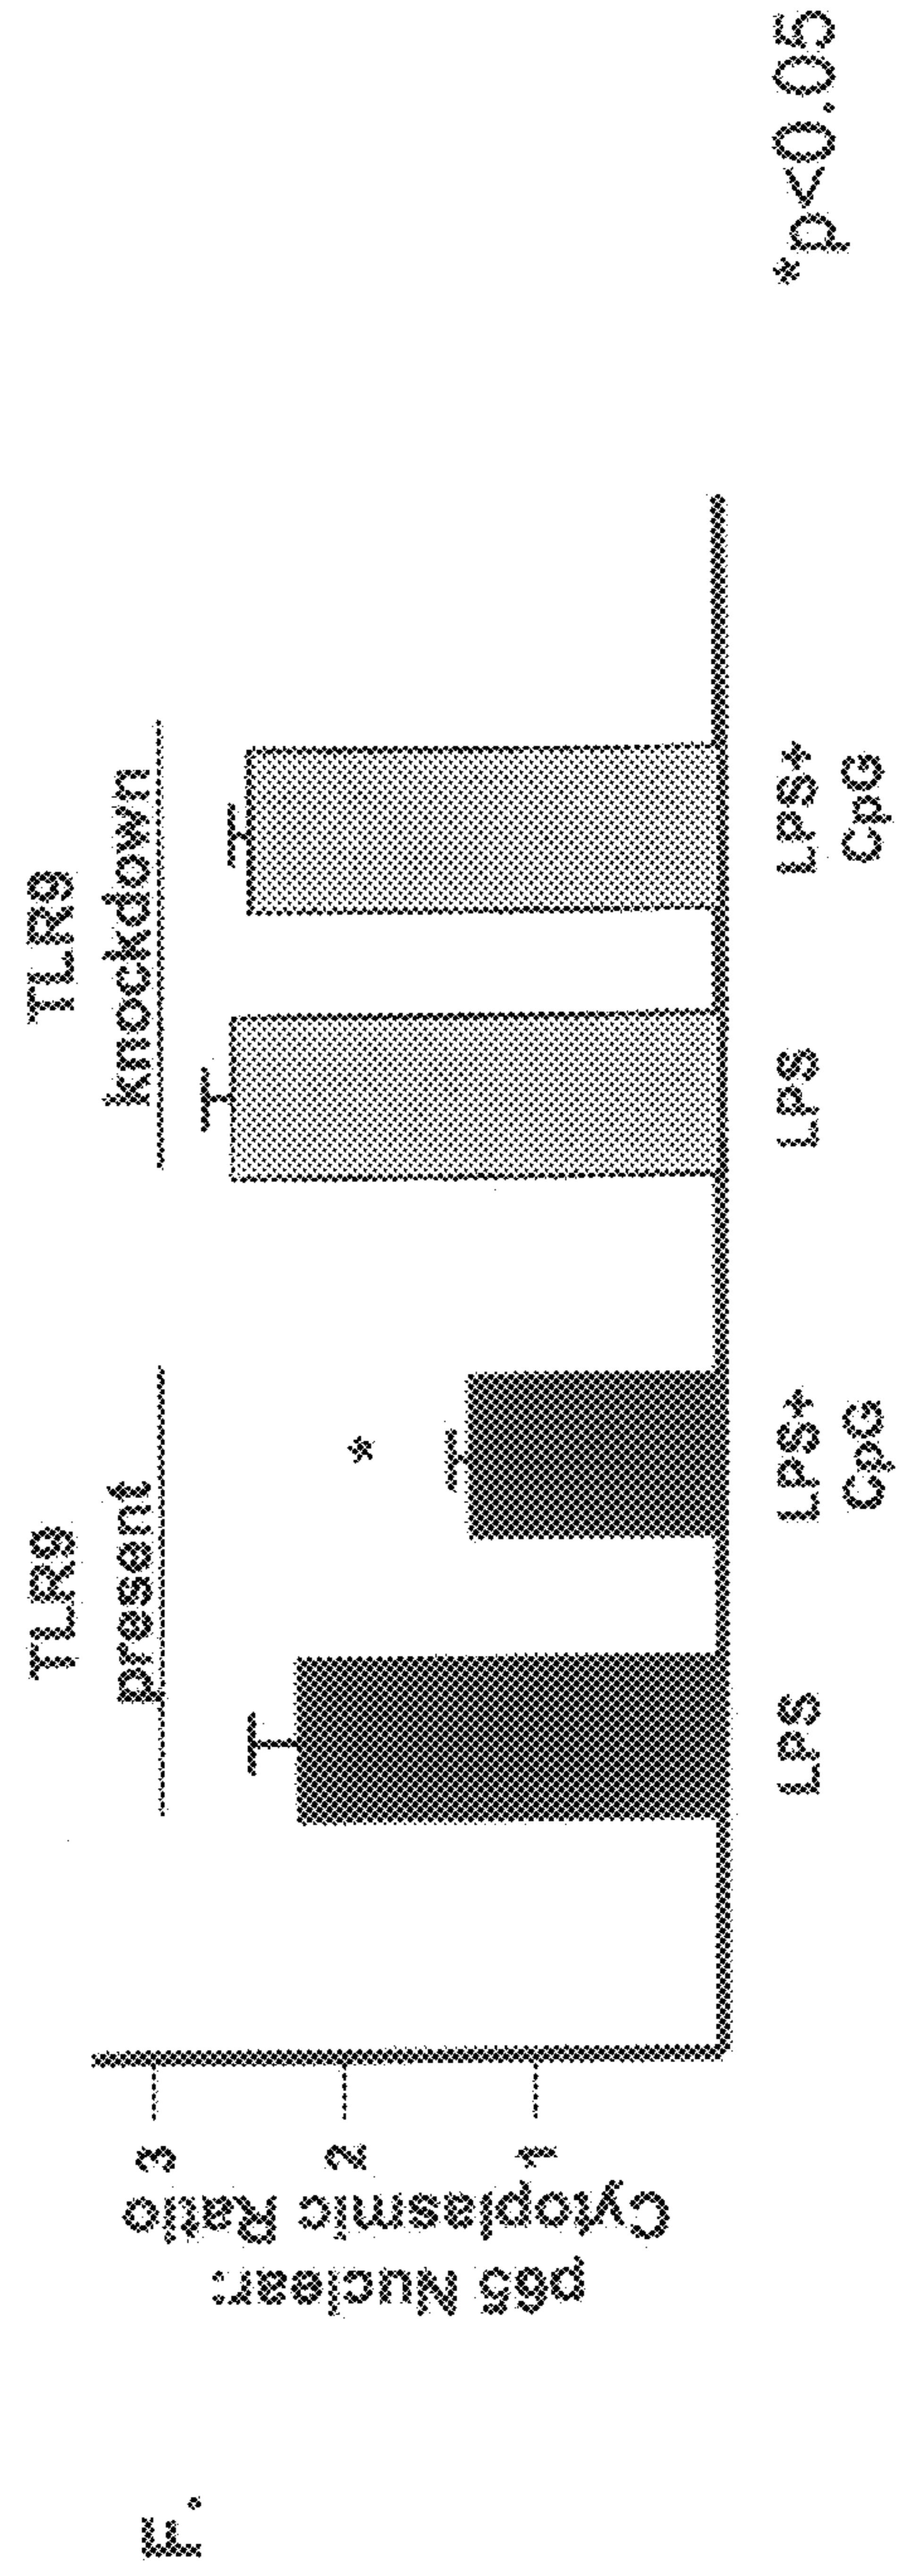 F.
TLR9
present
TLR9
knockdown
p65 Nuclear:
Cytoplasmic Ratio
3
2
1
*
LPS
LPS+
CpG
LPS
LPS+
CpG
*p<0.05